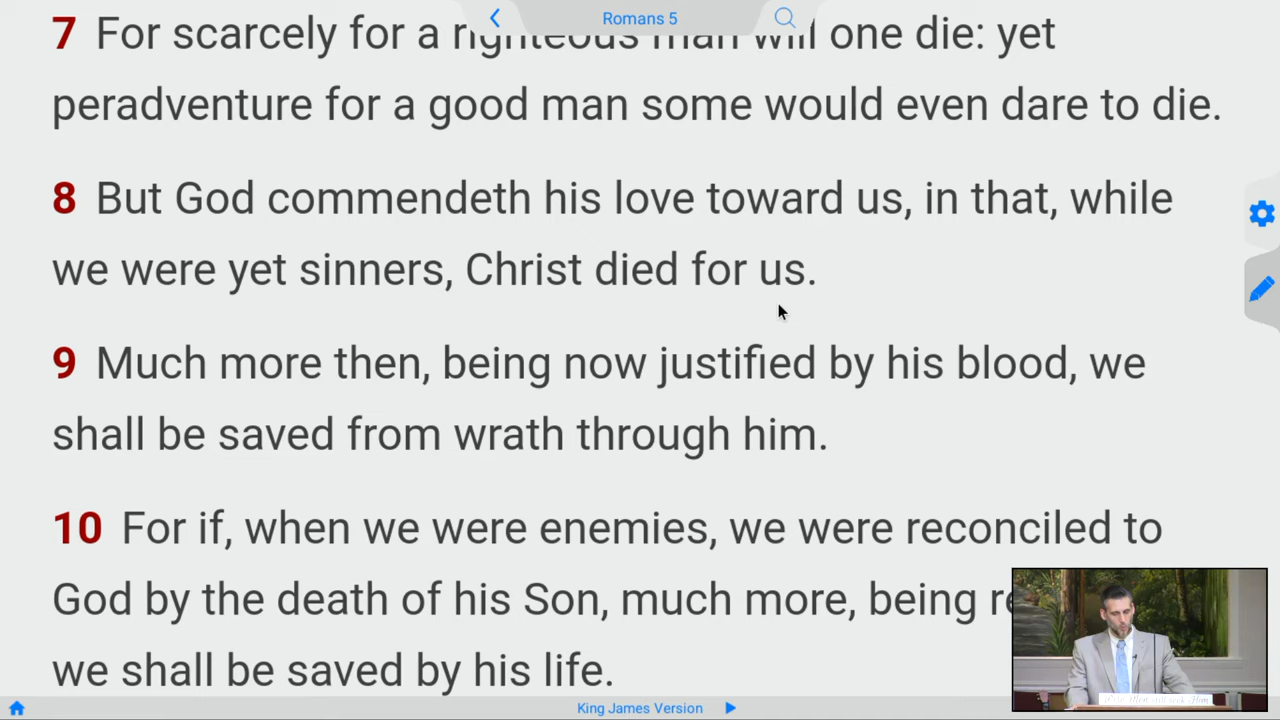 Romans 5
7 For scarcely for a righteous man will one die: yet
peradventure for a good man some would even dare to die.
8 But God commendeth his love toward us, in that, while
we were yet sinners, Christ died for us.
9 Much more then, being now justified by his blood, we
shall be saved from wrath through him.
10 For if, when we were enemies, we were reconciled to
God by the death of his Son, much more, being
we shall be saved by his life.
King James Version